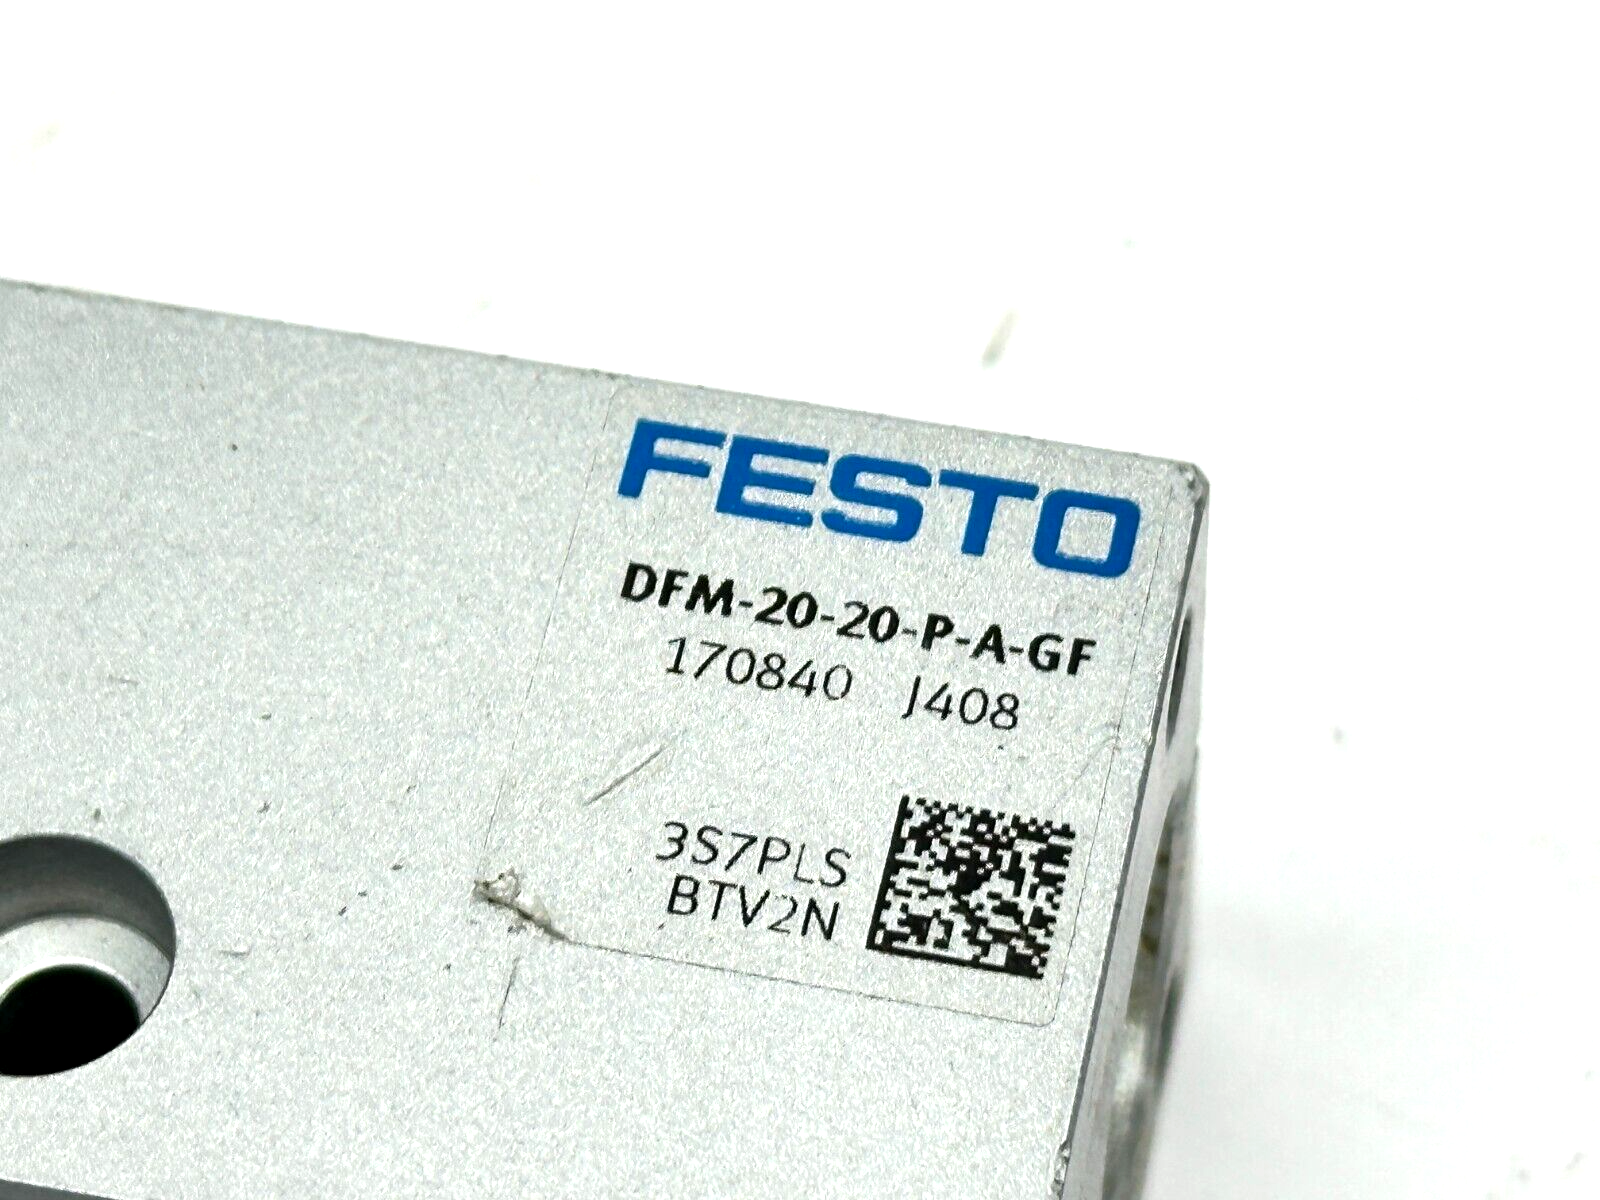 FESTO
DFM-20-20-P-A-GF
170840 J408
3S7PLS
BTV2N